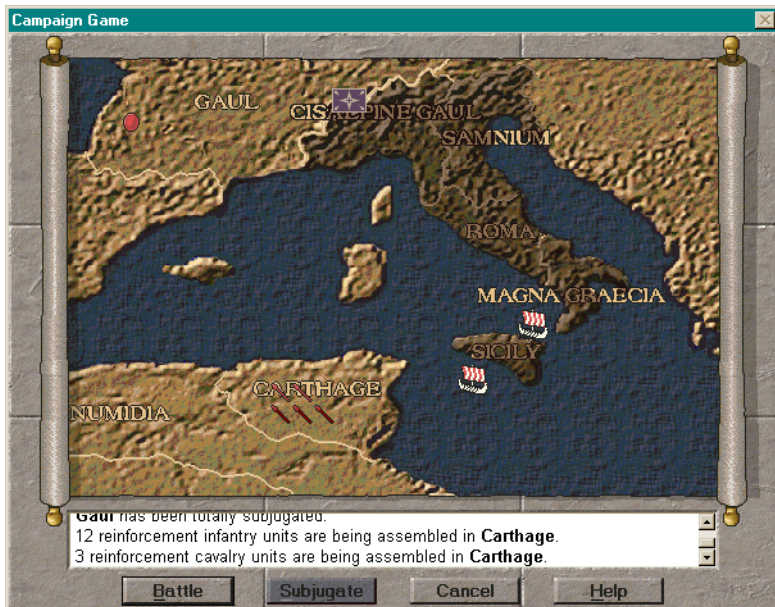 Campaign Game
GAUL
CISALPINE GAUL
SAMNIUM
ROMA
MAGNA GRAECIA
SICILY
CARTHAGE
NUMIDIA
Gaul has been totally subjugated.
12 reinforcement infantry units are being assembled in Carthage.
3 reinforcement cavalry units are being assembled in Carthage.
Battle Subjugate Cancel Help